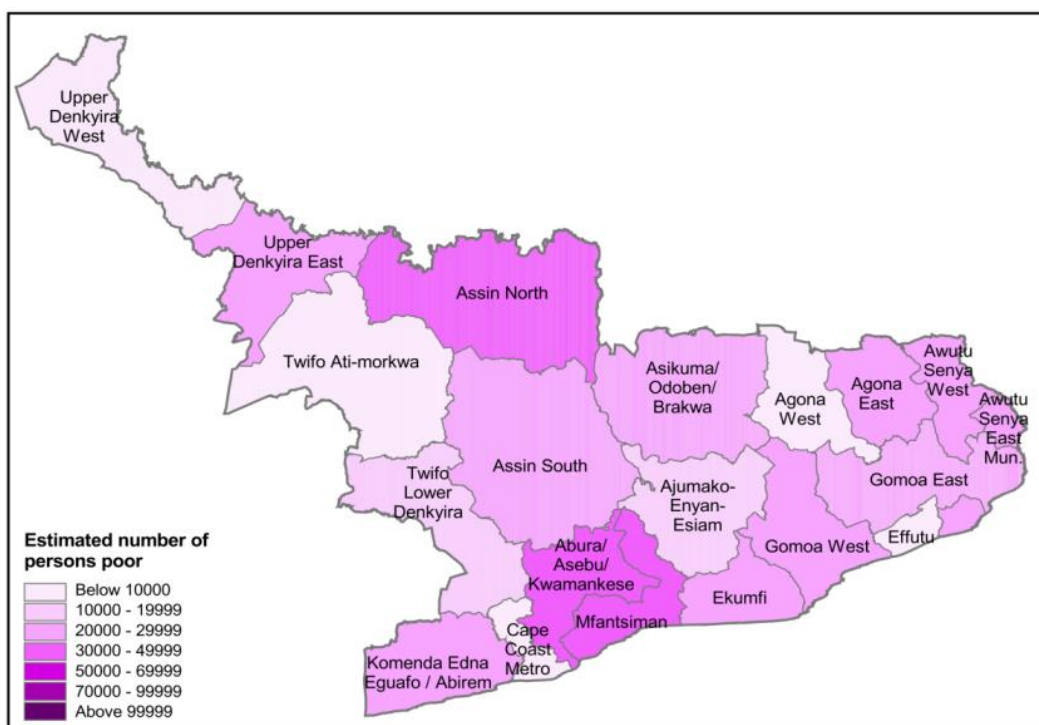 Upper
Denkyira
West
Upper
Denkyira East
Assin North
Twifo Ati-morkwa
Asikuma/
Odoben/
Brakwa
Agona
West
Agona
East
Awutu
Senya
West
Awutu
Senya
East
Mun.
Assin South
Twifo
Lower
Denkyira
Ajumako-
Enyan-
Esiam
Gomoa East
Effutu
Gomoa West
Abura/
Asebu/
Kwamankese
Ekumfi
Mfantsiman
Cape
Coast
Metro
Komenda Edna
Eguafo / Abirem
Estimated number of
persons poor
Below 10000
10000 - 19999
20000 - 29999
30000 - 49999
50000 - 69999
70000 - 99999
Above 99999